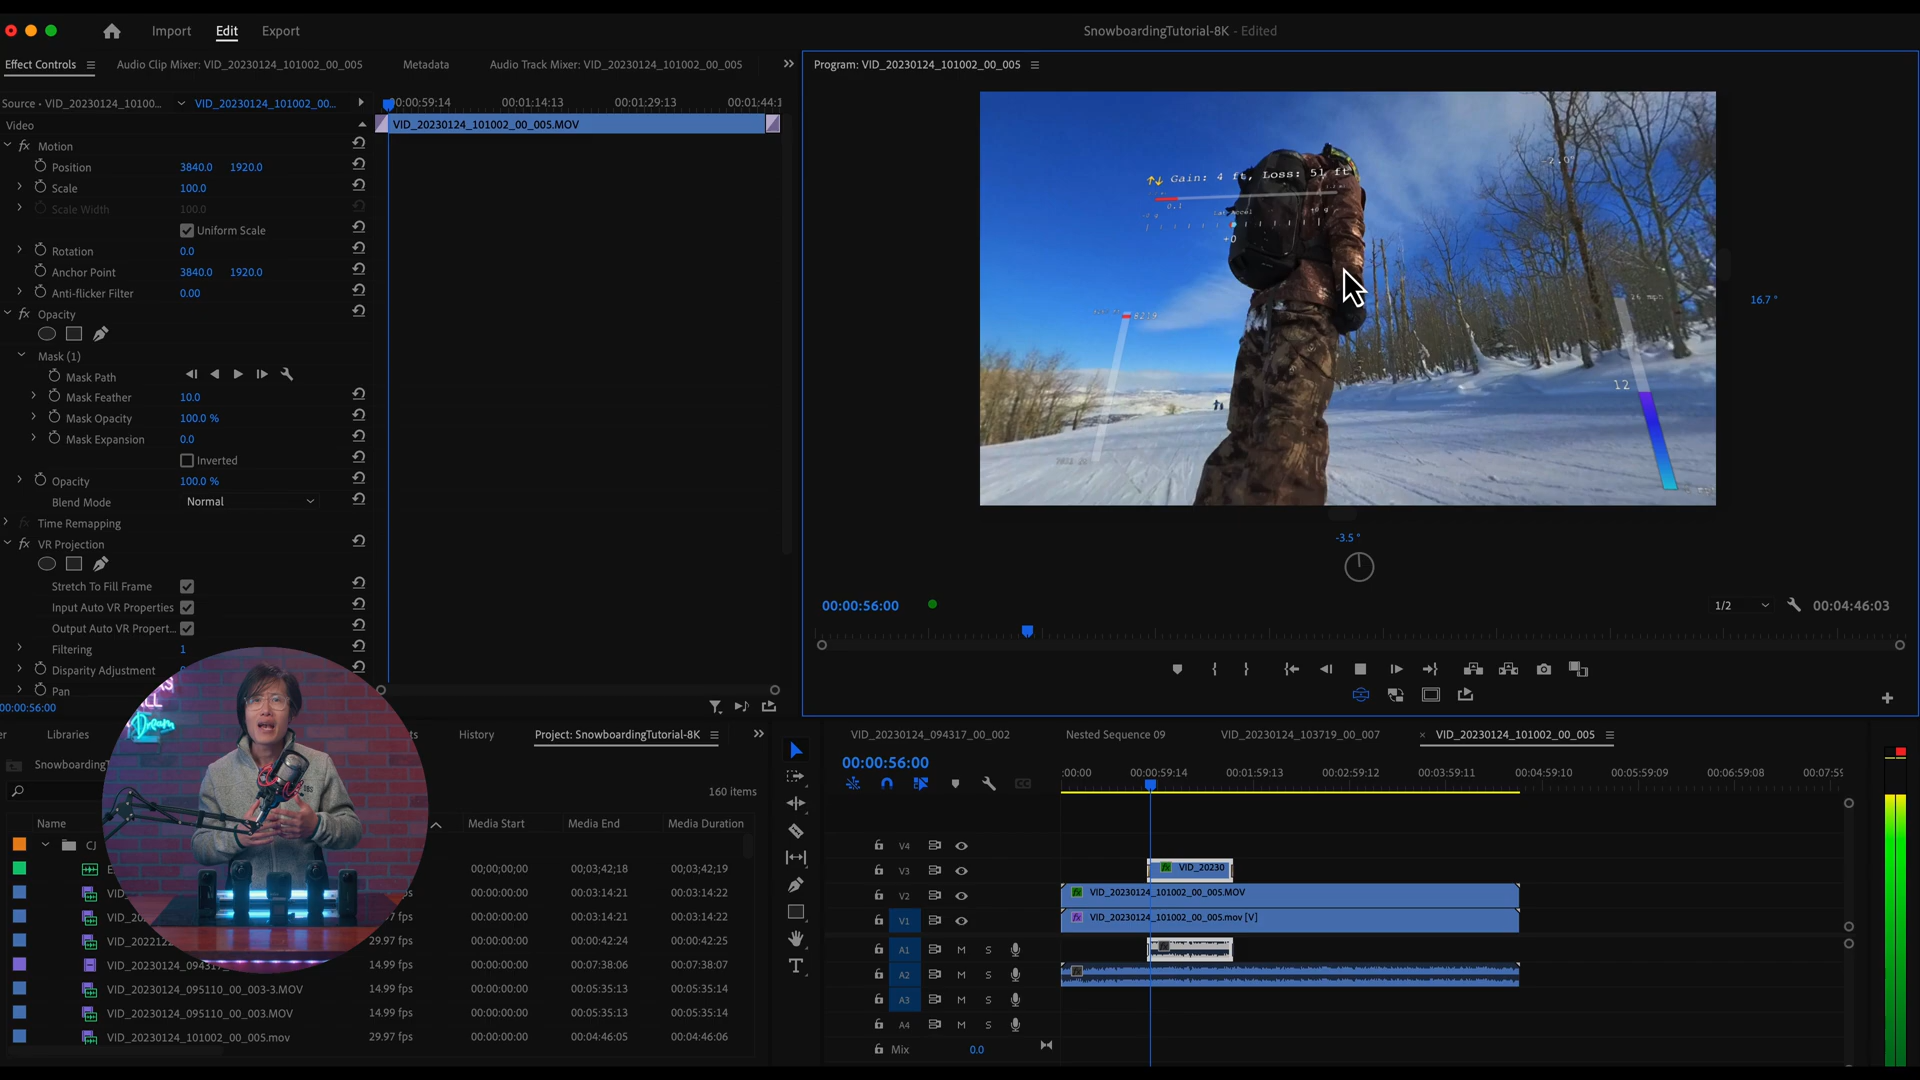 Import
Edit
Export
SnowboardingTutorial-8K - Edited
Effect Controls
Audio Clip Mixer: VID_20230124_101002_00_005
Metadata
Audio Track Mixer: VID_20230124_101002_00_005
Program: VID_20230124_101002_00_005
Source • VID_20230124_10100...
VID_20230124_101002_00...
00:00:59:14
00:01:14:13
00:01:29:13
00:01:44:1
Video
VID_20230124_101002_00_005.MOV
fx Motion
Position 3840.0 1920.0
Scale 100.0
Scale Width 100.0
Uniform Scale
Rotation 0.0
Anchor Point 3840.0 1920.0
Anti-flicker Filter 0.00
fx Opacity
Mask (1)
Mask Path
Mask Feather 10.0
Mask Opacity 100.0 %
Mask Expansion 0.0
Inverted
Opacity 100.0 %
Blend Mode Normal
fx Time Remapping
fx VR Projection
Stretch To Fill Frame
Input Auto VR Properties
Output Auto VR Propert...
Filtering 1
Disparity Adjustment
Pan
00:00:56:00
Gain: 4 ft, Loss: 51 ft
0.1
+0
8219
-2.9°
26 mph
12
16.7 °
-3.5 °
00:00:56:00
1/2
00:04:46:03
Dream
Libraries
History
Project: SnowboardingTutorial-8K
160 items
Name
Media Start
Media End
Media Duration
CJ
00;00;00;00 00;03;42;18 00;03;42;19
00:00:00:00 00:03:14:21 00:03:14:22
00:00:00:00 00:03:14:21 00:03:14:22
VID_2022122 29.97 fps 00:00:00:00 00:00:42:24 00:00:42:25
VID_20230124_0943 14.99 fps 00:00:00:00 00:07:38:06 00:07:38:07
VID_20230124_095110_00_003-3.MOV 14.99 fps 00:00:00:00 00:05:35:13 00:05:35:14
VID_20230124_095110_00_003.MOV 14.99 fps 00:00:00:00 00:05:35:13 00:05:35:14
VID_20230124_101002_00_005.mov 29.97 fps 00:00:00:00 00:04:46:05 00:04:46:06
VID_20230124_094317_00_002
Nested Sequence 09
VID_20230124_103719_00_007
VID_20230124_101002_00_005
00:00:56:00
:00:00
00:00:59:14
00:01:59:13
00:02:59:12
00:03:59:11
00:04:59:10
00:05:59:09
00:06:59:08
00:07:59
V4
V3
VID_20230
V2
VID_20230124_101002_00_005.MOV
V1
VID_20230124_101002_00_005.mov [V]
A1 M S
A2 M S
A3 M S
A4 M S
Mix 0.0